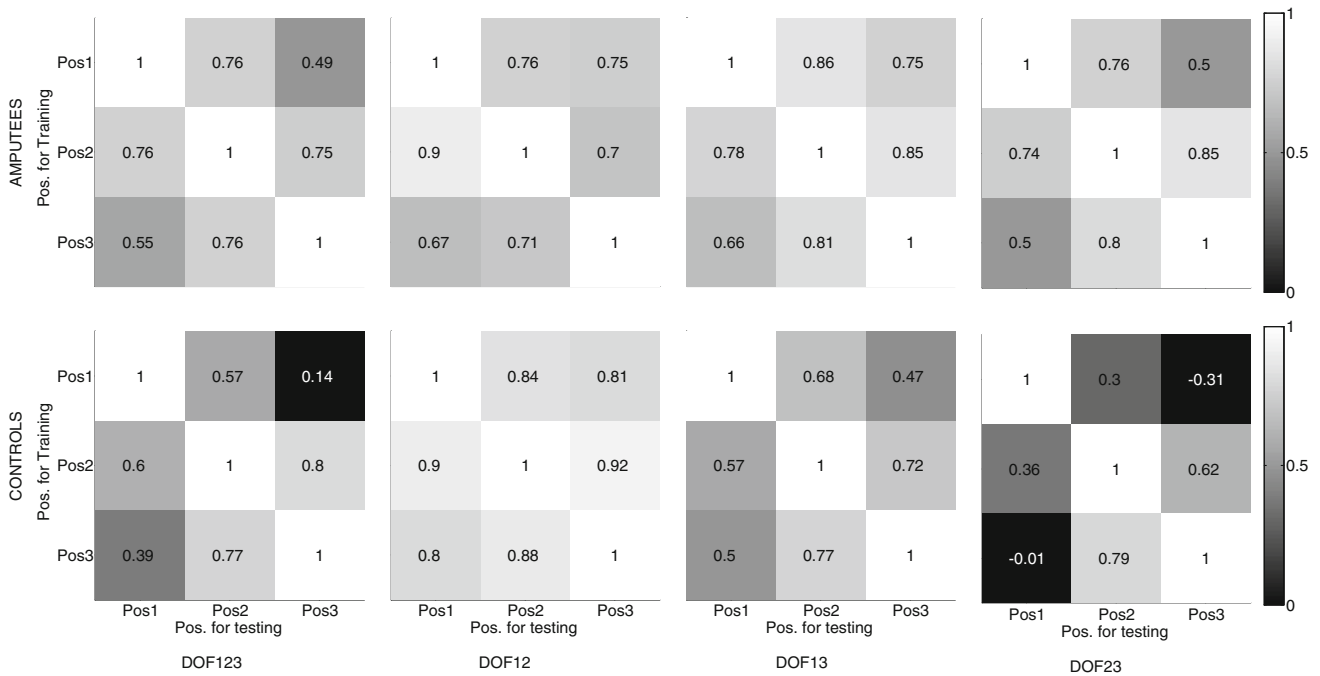 AMPUTEES
Pos. for Training
Pos1 1 0.76 0.49 1 0.76 0.75 1 0.86 0.75 1 0.76 0.5
Pos2 0.76 1 0.75 0.9 1 0.7 0.78 1 0.85 0.74 1 0.85
Pos3 0.55 0.76 1 0.67 0.71 1 0.66 0.81 1 0.5 0.8 1
1
0.5
0
CONTROLS
Pos. for Training
Pos1 1 0.57 0.14 1 0.84 0.81 1 0.68 0.47 1 0.3 -0.31
Pos2 0.6 1 0.8 0.9 1 0.92 0.57 1 0.72 0.36 1 0.62
Pos3 0.39 0.77 1 0.8 0.88 1 0.5 0.77 1 -0.01 0.79 1
1
0.5
0
Pos1 Pos2 Pos3 Pos1 Pos2 Pos3 Pos1 Pos2 Pos3 Pos1 Pos2 Pos3
Pos. for testing Pos. for testing Pos. for testing Pos. for testing
DOF123 DOF12 DOF13 DOF23